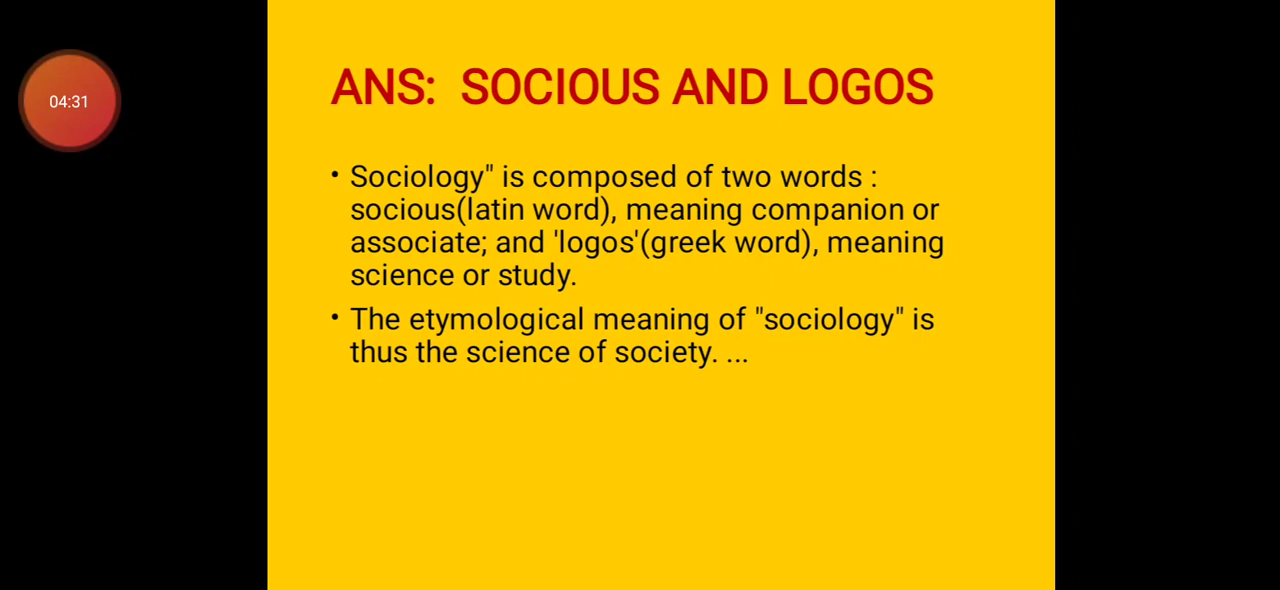 04:31
ANS: SOCIOUS AND LOGOS
• Sociology" is composed of two words :
socious(latin word), meaning companion or
associate; and 'logos'(greek word), meaning
science or study.
• The etymological meaning of "sociology" is
thus the science of society. ...